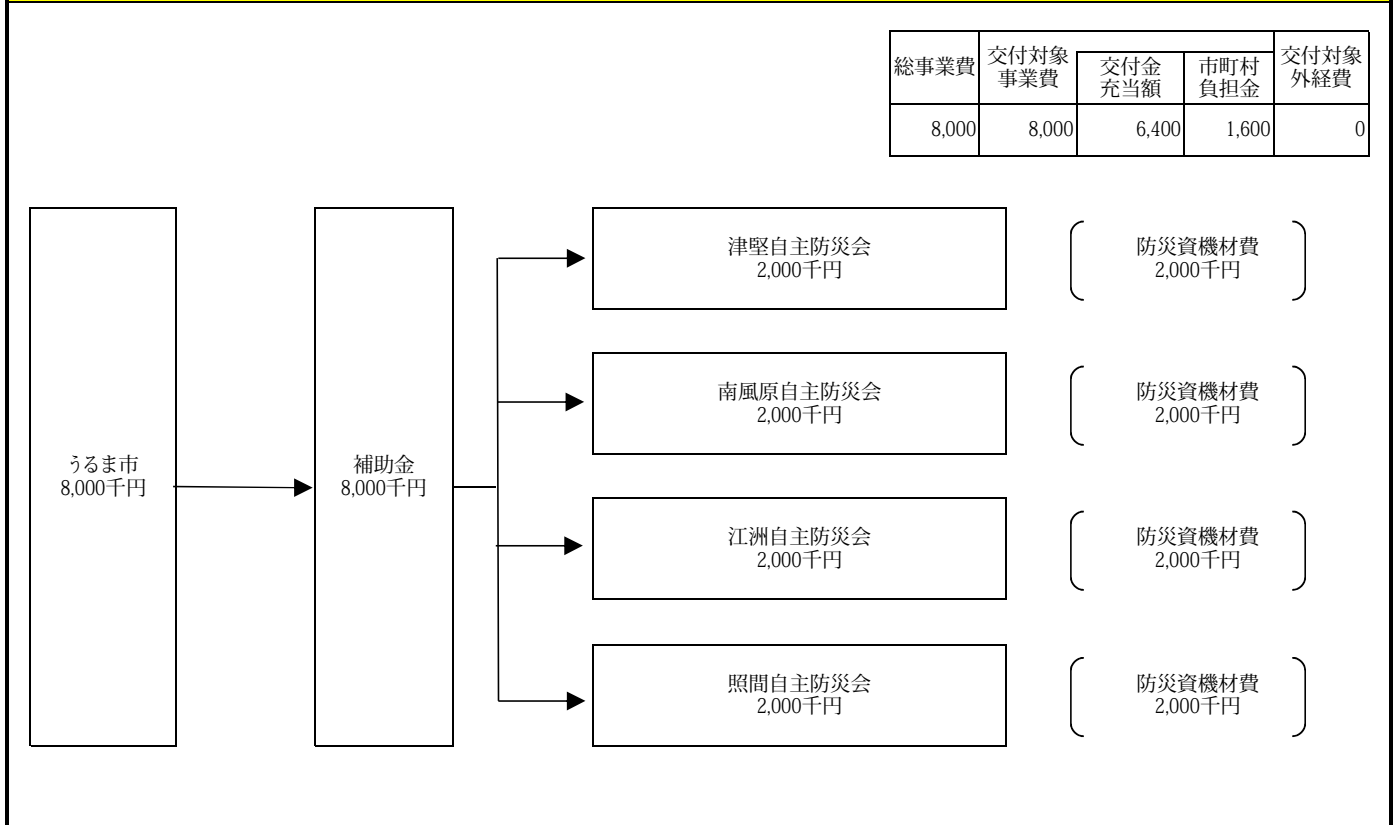 総事業費
交付対象
事業費
交付金
充当額
市町村
負担金
交付対象
外経費
8,000
8,000
6,400
1,600
0
うるま市
8,000千円
補助金
8,000千円
津堅自主防災会
2,000千円
防災資機材費
2,000千円
南風原自主防災会
2,000千円
防災資機材費
2,000千円
江洲自主防災会
2,000千円
防災資機材費
2,000千円
照間自主防災会
2,000千円
防災資機材費
2,000千円